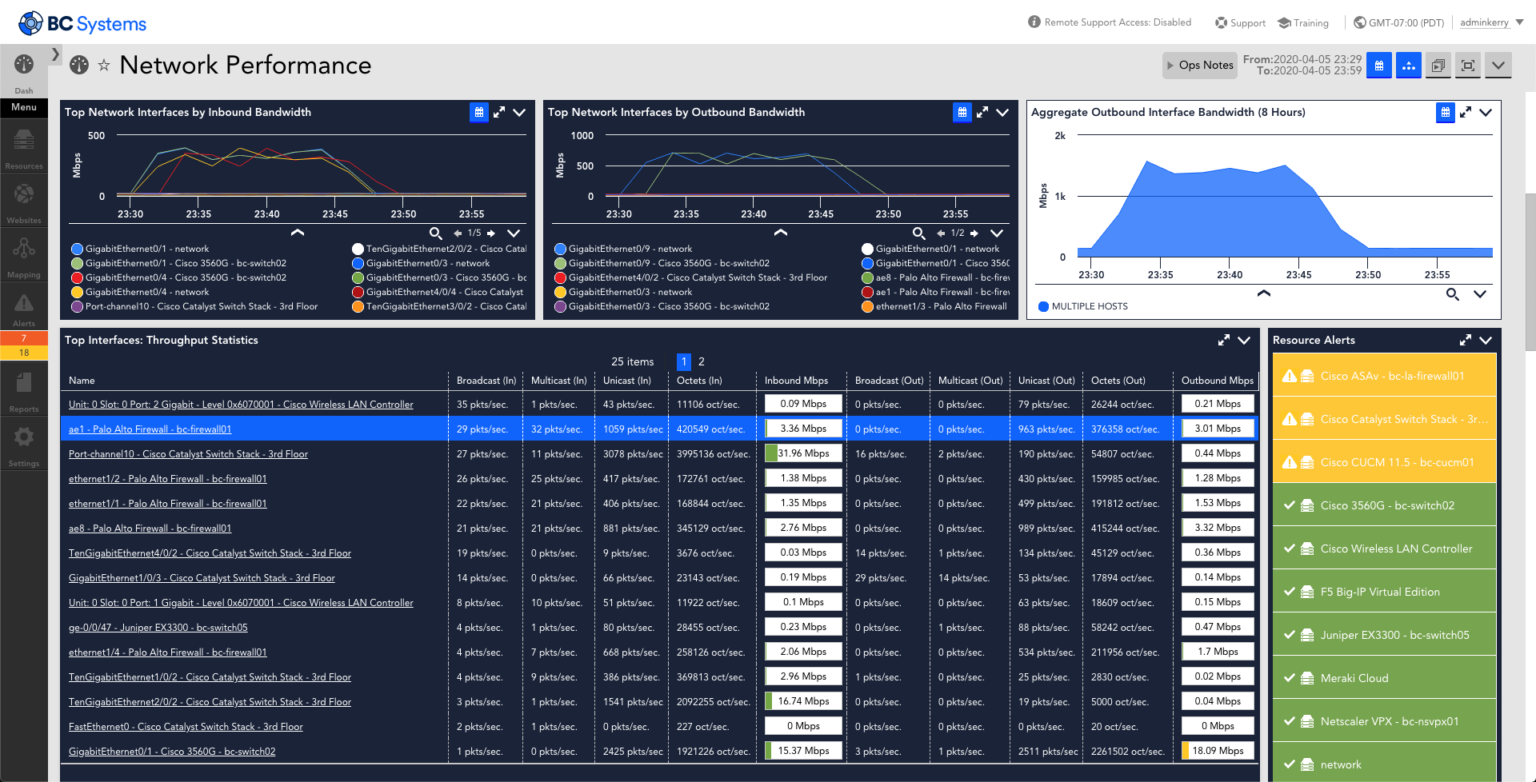 BC Systems
Remote Support Access: Disabled
Support
Training
GMT-07:00 (PDT)
adminkerry
Dash
Menu
Resources
Websites
Mapping
Alerts
7
18
Reports
Settings
Network Performance
Ops Notes
From:2020-04-05 23:29
To:2020-04-05 23:59
Top Network Interfaces by Inbound Bandwidth
500
0
Mbps
23:30 23:35 23:40 23:45 23:50 23:55
1/5
GigabitEthernet0/1 - network
GigabitEthernet0/1 - Cisco 3560G - bc-switch02
GigabitEthernet0/4 - Cisco 3560G - bc-switch02
GigabitEthernet0/4 - network
Port-channel10 - Cisco Catalyst Switch Stack - 3rd Floor
TenGigabitEthernet2/0/2 - Cisco Catal
GigabitEthernet0/3 - network
GigabitEthernet0/3 - Cisco 3560G - bc
GigabitEthernet4/0/4 - Cisco Catalyst
TenGigabitEthernet3/0/2 - Cisco Catal
Top Network Interfaces by Outbound Bandwidth
1000
500
0
Mbps
23:30 23:35 23:40 23:45 23:50 23:55
1/2
GigabitEthernet0/9 - network
GigabitEthernet0/9 - Cisco 3560G - bc-switch02
GigabitEthernet4/0/2 - Cisco Catalyst Switch Stack - 3rd Floor
GigabitEthernet0/3 - network
GigabitEthernet0/3 - Cisco 3560G - bc-switch02
GigabitEthernet0/1 - network
GigabitEthernet0/1 - Cisco 3560
ae8 - Palo Alto Firewall - bc-firew
ae1 - Palo Alto Firewall - bc-firew
ethernet1/3 - Palo Alto Firewall
Aggregate Outbound Interface Bandwidth (8 Hours)
2k
1k
0
Mbps
23:30 23:35 23:40 23:45 23:50 23:55
MULTIPLE HOSTS
Top Interfaces: Throughput Statistics
25 items 1 2
Name Broadcast (In) Multicast (In) Unicast (In) Octets (In) Inbound Mbps Broadcast (Out) Multicast (Out) Unicast (Out) Octets (Out) Outbound Mbps
Unit: 0 Slot: 0 Port: 2 Gigabit - Level 0x6070001 - Cisco Wireless LAN Controller 35 pkts/sec. 1 pkts/sec. 43 pkts/sec. 11106 oct/sec. 0.09 Mbps 0 pkts/sec. 0 pkts/sec. 79 pkts/sec. 26244 oct/sec. 0.21 Mbps
ae1 - Palo Alto Firewall - bc-firewall01 29 pkts/sec. 32 pkts/sec. 1059 pkts/sec 420549 oct/sec. 3.36 Mbps 0 pkts/sec. 0 pkts/sec. 963 pkts/sec. 376358 oct/sec. 3.01 Mbps
Port-channel10 - Cisco Catalyst Switch Stack - 3rd Floor 27 pkts/sec. 11 pkts/sec. 3078 pkts/sec 3995136 oct/sec. 31.96 Mbps 16 pkts/sec. 2 pkts/sec. 190 pkts/sec. 54807 oct/sec. 0.44 Mbps
ethernet1/2 - Palo Alto Firewall - bc-firewall01 26 pkts/sec. 25 pkts/sec. 417 pkts/sec. 172761 oct/sec. 1.38 Mbps 0 pkts/sec. 0 pkts/sec. 430 pkts/sec. 159985 oct/sec. 1.28 Mbps
ethernet1/1 - Palo Alto Firewall - bc-firewall01 22 pkts/sec. 21 pkts/sec. 406 pkts/sec. 168844 oct/sec. 1.35 Mbps 0 pkts/sec. 0 pkts/sec. 499 pkts/sec. 191812 oct/sec. 1.53 Mbps
ae8 - Palo Alto Firewall - bc-firewall01 21 pkts/sec. 21 pkts/sec. 881 pkts/sec. 345129 oct/sec. 2.76 Mbps 0 pkts/sec. 0 pkts/sec. 989 pkts/sec. 415244 oct/sec. 3.32 Mbps
TenGigabitEthernet4/0/2 - Cisco Catalyst Switch Stack - 3rd Floor 19 pkts/sec. 0 pkts/sec. 9 pkts/sec. 3676 oct/sec. 0.03 Mbps 14 pkts/sec. 1 pkts/sec. 134 pkts/sec. 45129 oct/sec. 0.36 Mbps
GigabitEthernet1/0/3 - Cisco Catalyst Switch Stack - 3rd Floor 14 pkts/sec. 0 pkts/sec. 66 pkts/sec. 23143 oct/sec. 0.19 Mbps 29 pkts/sec. 14 pkts/sec. 53 pkts/sec. 17894 oct/sec. 0.14 Mbps
Unit: 0 Slot: 0 Port: 1 Gigabit - Level 0x6070001 - Cisco Wireless LAN Controller 8 pkts/sec. 10 pkts/sec. 51 pkts/sec. 11922 oct/sec. 0.1 Mbps 0 pkts/sec. 0 pkts/sec. 63 pkts/sec. 18609 oct/sec. 0.15 Mbps
ge-0/0/47 - Juniper EX3300 - bc-switch05 4 pkts/sec. 1 pkts/sec. 80 pkts/sec. 28455 oct/sec. 0.23 Mbps 0 pkts/sec. 1 pkts/sec. 88 pkts/sec. 58242 oct/sec. 0.47 Mbps
ethernet1/4 - Palo Alto Firewall - bc-firewall01 4 pkts/sec. 7 pkts/sec. 668 pkts/sec. 258126 oct/sec. 2.06 Mbps 0 pkts/sec. 0 pkts/sec. 534 pkts/sec. 211956 oct/sec. 1.7 Mbps
TenGigabitEthernet1/0/2 - Cisco Catalyst Switch Stack - 3rd Floor 4 pkts/sec. 9 pkts/sec. 386 pkts/sec. 369813 oct/sec. 2.96 Mbps 1 pkts/sec. 0 pkts/sec. 25 pkts/sec. 2830 oct/sec. 0.02 Mbps
TenGigabitEthernet2/0/2 - Cisco Catalyst Switch Stack - 3rd Floor 3 pkts/sec. 1 pkts/sec. 1541 pkts/sec 2092255 oct/sec. 16.74 Mbps 0 pkts/sec. 0 pkts/sec. 19 pkts/sec. 5000 oct/sec. 0.04 Mbps
FastEthernet0 - Cisco Catalyst Switch Stack - 3rd Floor 2 pkts/sec. 1 pkts/sec. 0 pkts/sec. 227 oct/sec. 0 Mbps 0 pkts/sec. 0 pkts/sec. 0 pkts/sec. 20 oct/sec. 0 Mbps
GigabitEthernet0/1 - Cisco 3560G - bc-switch02 1 pkts/sec. 0 pkts/sec. 2425 pkts/sec 1921226 oct/sec. 15.37 Mbps 3 pkts/sec. 1 pkts/sec. 2511 pkts/sec 2261502 oct/sec. 18.09 Mbps
Resource Alerts
Cisco ASAv - bc-la-firewall01
Cisco Catalyst Switch Stack - 3r...
Cisco CUCM 11.5 - bc-cucm01
Cisco 3560G - bc-switch02
Cisco Wireless LAN Controller
F5 Big-IP Virtual Edition
Juniper EX3300 - bc-switch05
Meraki Cloud
Netscaler VPX - bc-nsvpx01
network